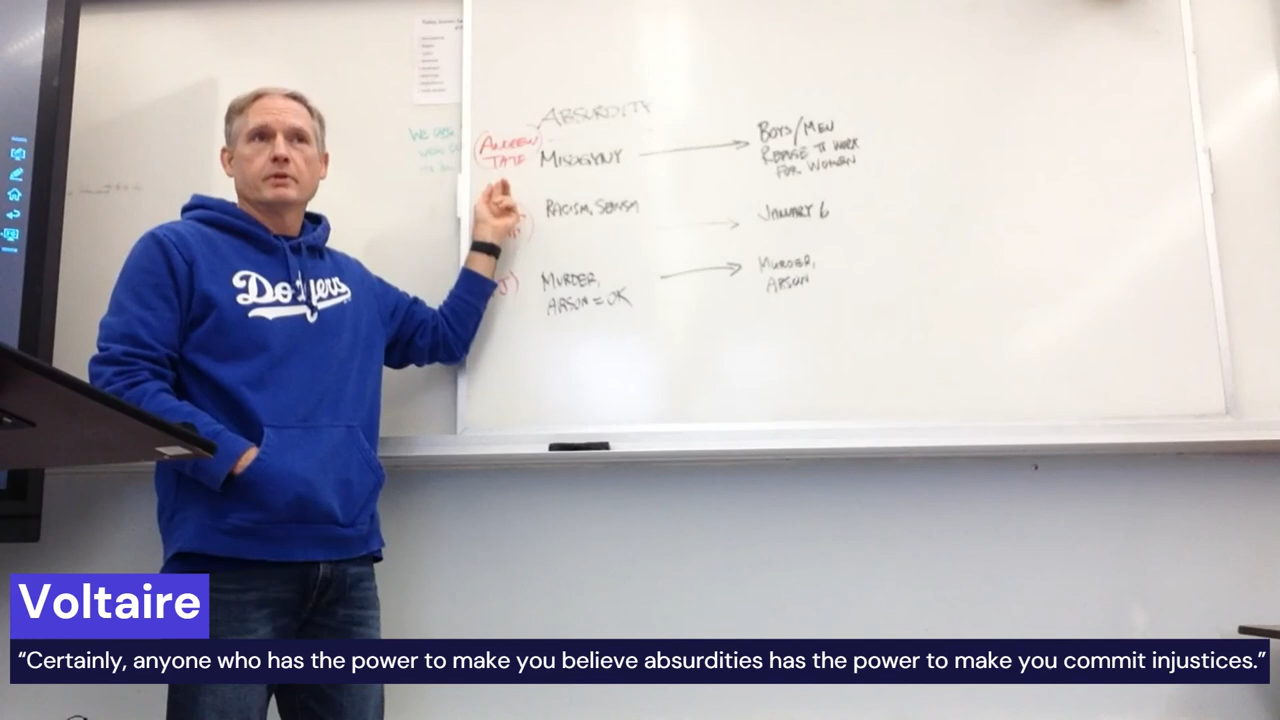 ABSURDITY
(ANDREW
TATE
MISOGYNY
BOYS/MEN
REFUSE TO WORK
FOR WOMEN
RACISM, SEXISM
JANUARY 6
MURDER,
ARSON = OK
MURDER,
ARSON
WE
Dodgers
Voltaire
“Certainly, anyone who has the power to make you believe absurdities has the power to make you commit injustices.”